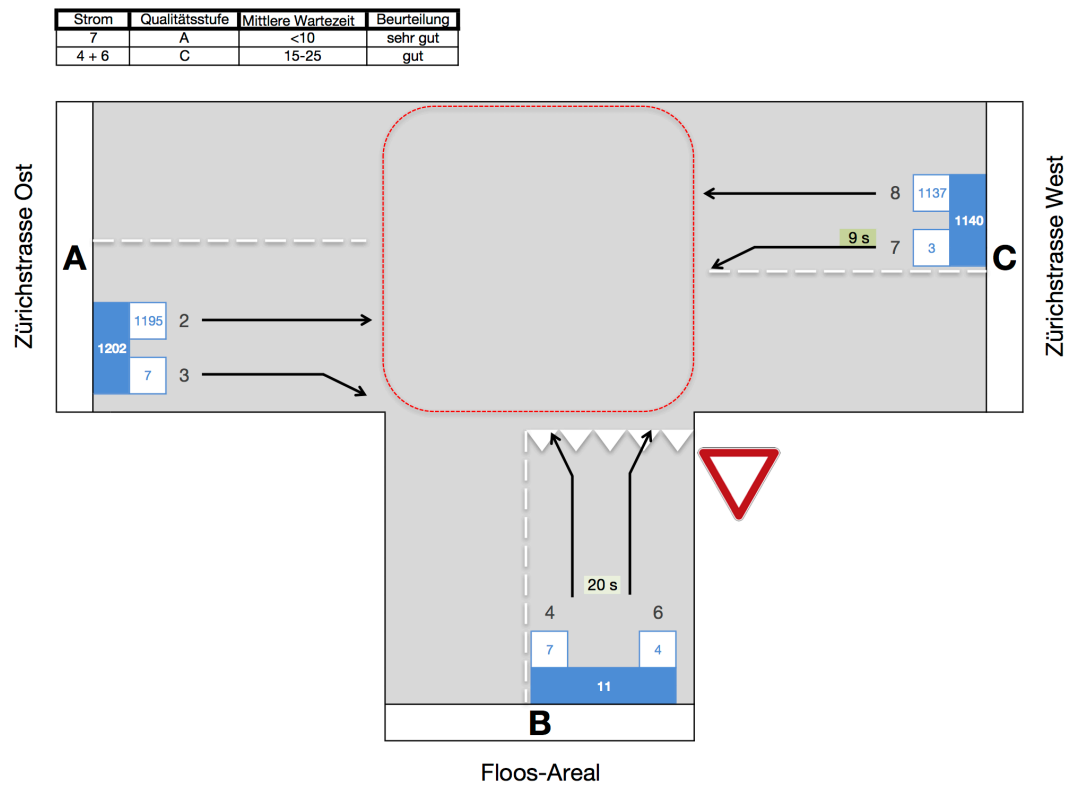 Strom Qualitätsstufe Mittlere Wartezeit Beurteilung
7 A <10 sehr gut
4 + 6 C 15-25 gut
Zürichstrasse Ost
A
1202
1195 2
7 3
8 1137
9 s 7 3
1140
C
Zürichstrasse West
20 s
4 6
7 4
11
B
Floos-Areal